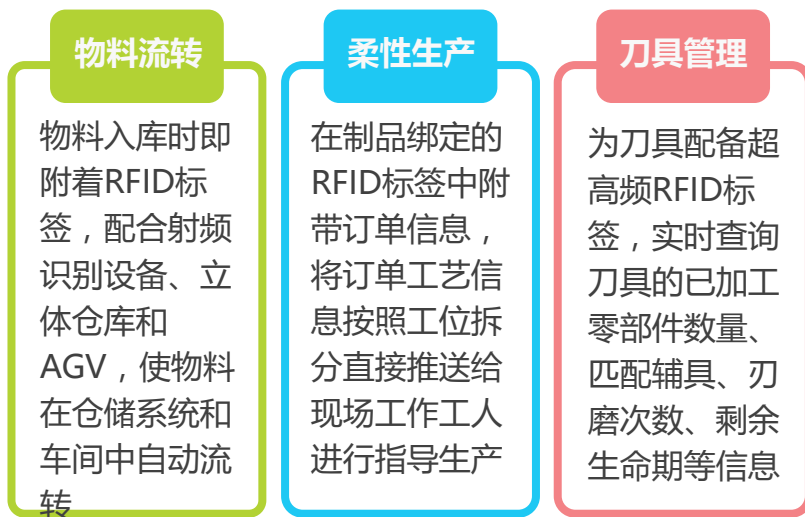 物料流转
物料入库时即
附着RFID标
签，配合射频
识别设备、立
体仓库和
AGV，使物料
在仓储系统和
车间中自动流
转
柔性生产
在制品绑定的
RFID标签中附
带订单信息，
将订单工艺信
息按照工位拆
分直接推送给
现场工作工人
进行指导生产
刀具管理
为刀具配备超
高频RFID标
签，实时查询
刀具的已加工
零部件数量、
匹配辅具、刃
磨次数、剩余
生命期等信息